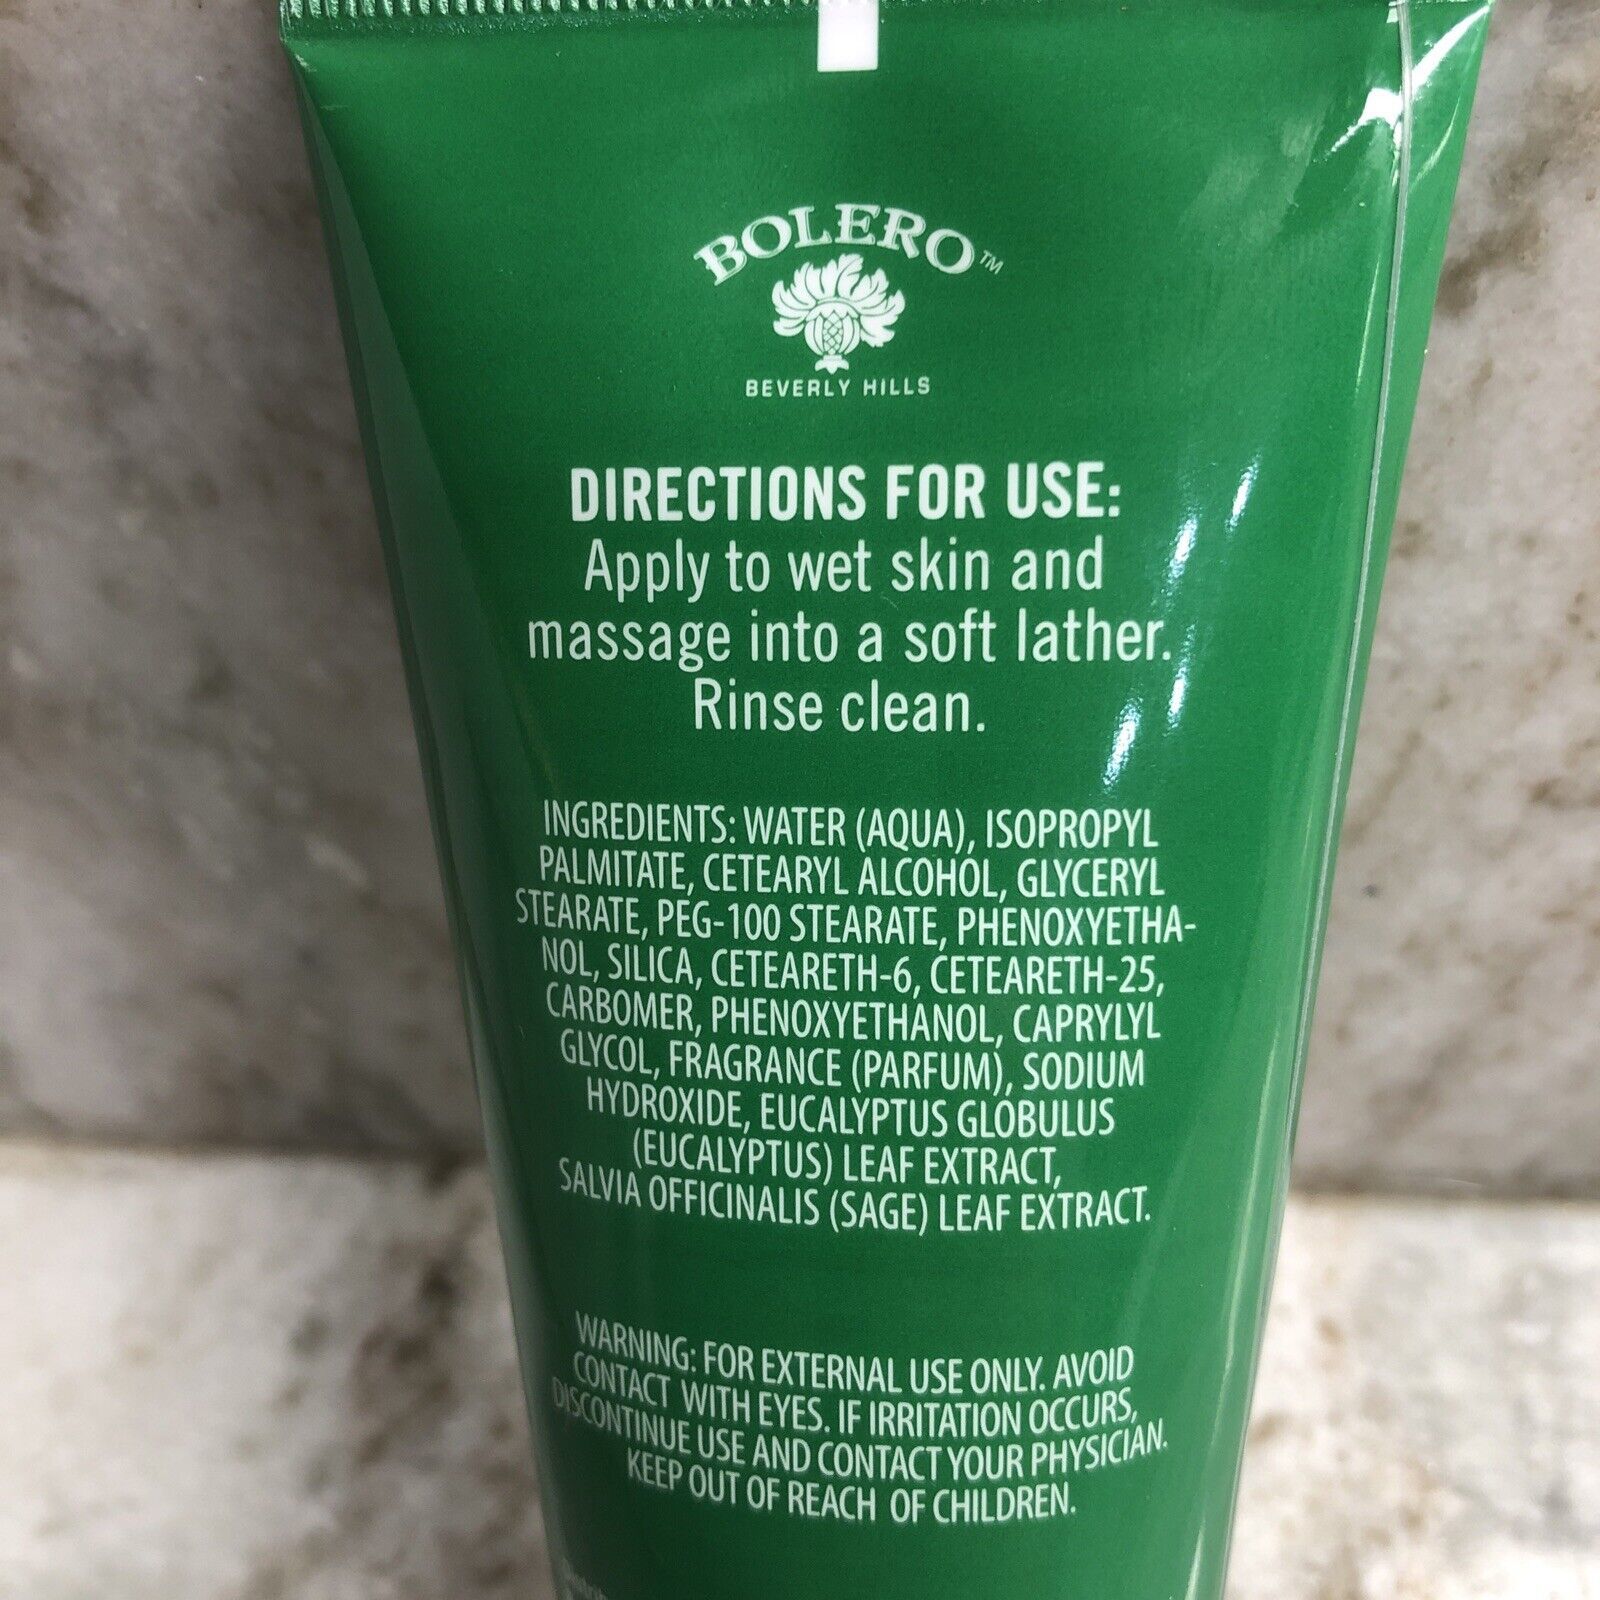 BOLERO™
BEVERLY HILLS
DIRECTIONS FOR USE:
Apply to wet skin and
massage into a soft lather.
Rinse clean.
INGREDIENTS: WATER (AQUA), ISOPROPYL
PALMITATE, CETEARYL ALCOHOL, GLYCERYL
STEARATE, PEG-100 STEARATE, PHENOXYETHA-
NOL, SILICA, CETEARETH-6, CETEARETH-25,
CARBOMER, PHENOXYETHANOL, CAPRYLYL
GLYCOL, FRAGRANCE (PARFUM), SODIUM
HYDROXIDE, EUCALYPTUS GLOBULUS
(EUCALYPTUS) LEAF EXTRACT,
SALVIA OFFICINALIS (SAGE) LEAF EXTRACT.
WARNING: FOR EXTERNAL USE ONLY. AVOID
CONTACT WITH EYES. IF IRRITATION OCCURS,
DISCONTINUE USE AND CONTACT YOUR PHYSICIAN.
KEEP OUT OF REACH OF CHILDREN.